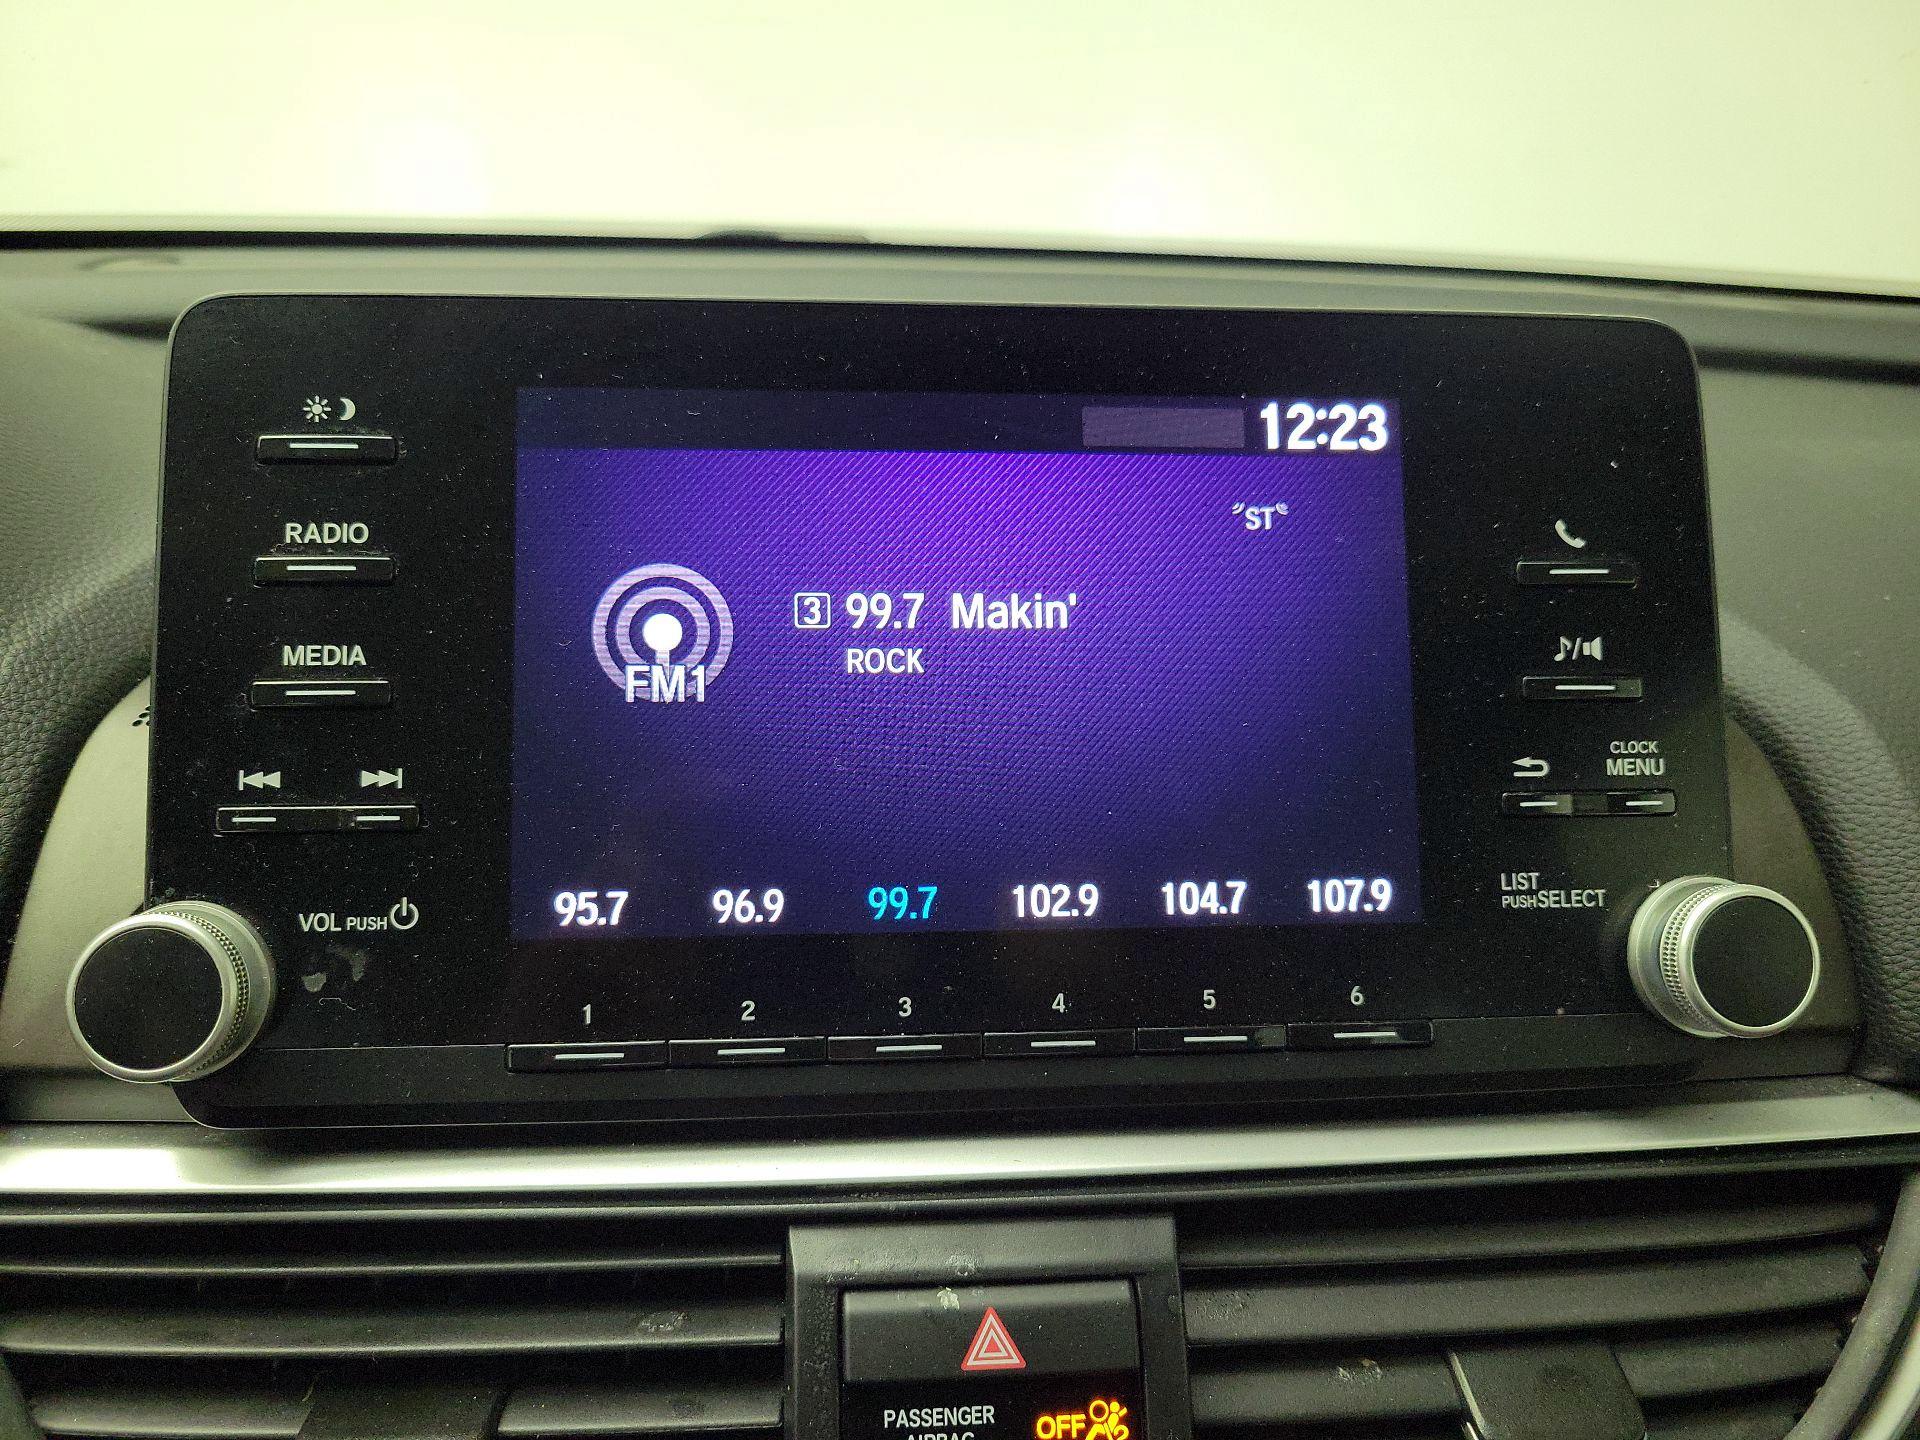 12:23
"ST"
RADIO
3 99.7 Makin'
ROCK
FM1
MEDIA
CLOCK
MENU
LIST
PUSH SELECT
VOL PUSH
95.7 96.9 99.7 102.9 104.7 107.9
1 2 3 4 5 6
PASSENGER
AIRBAG
OFF